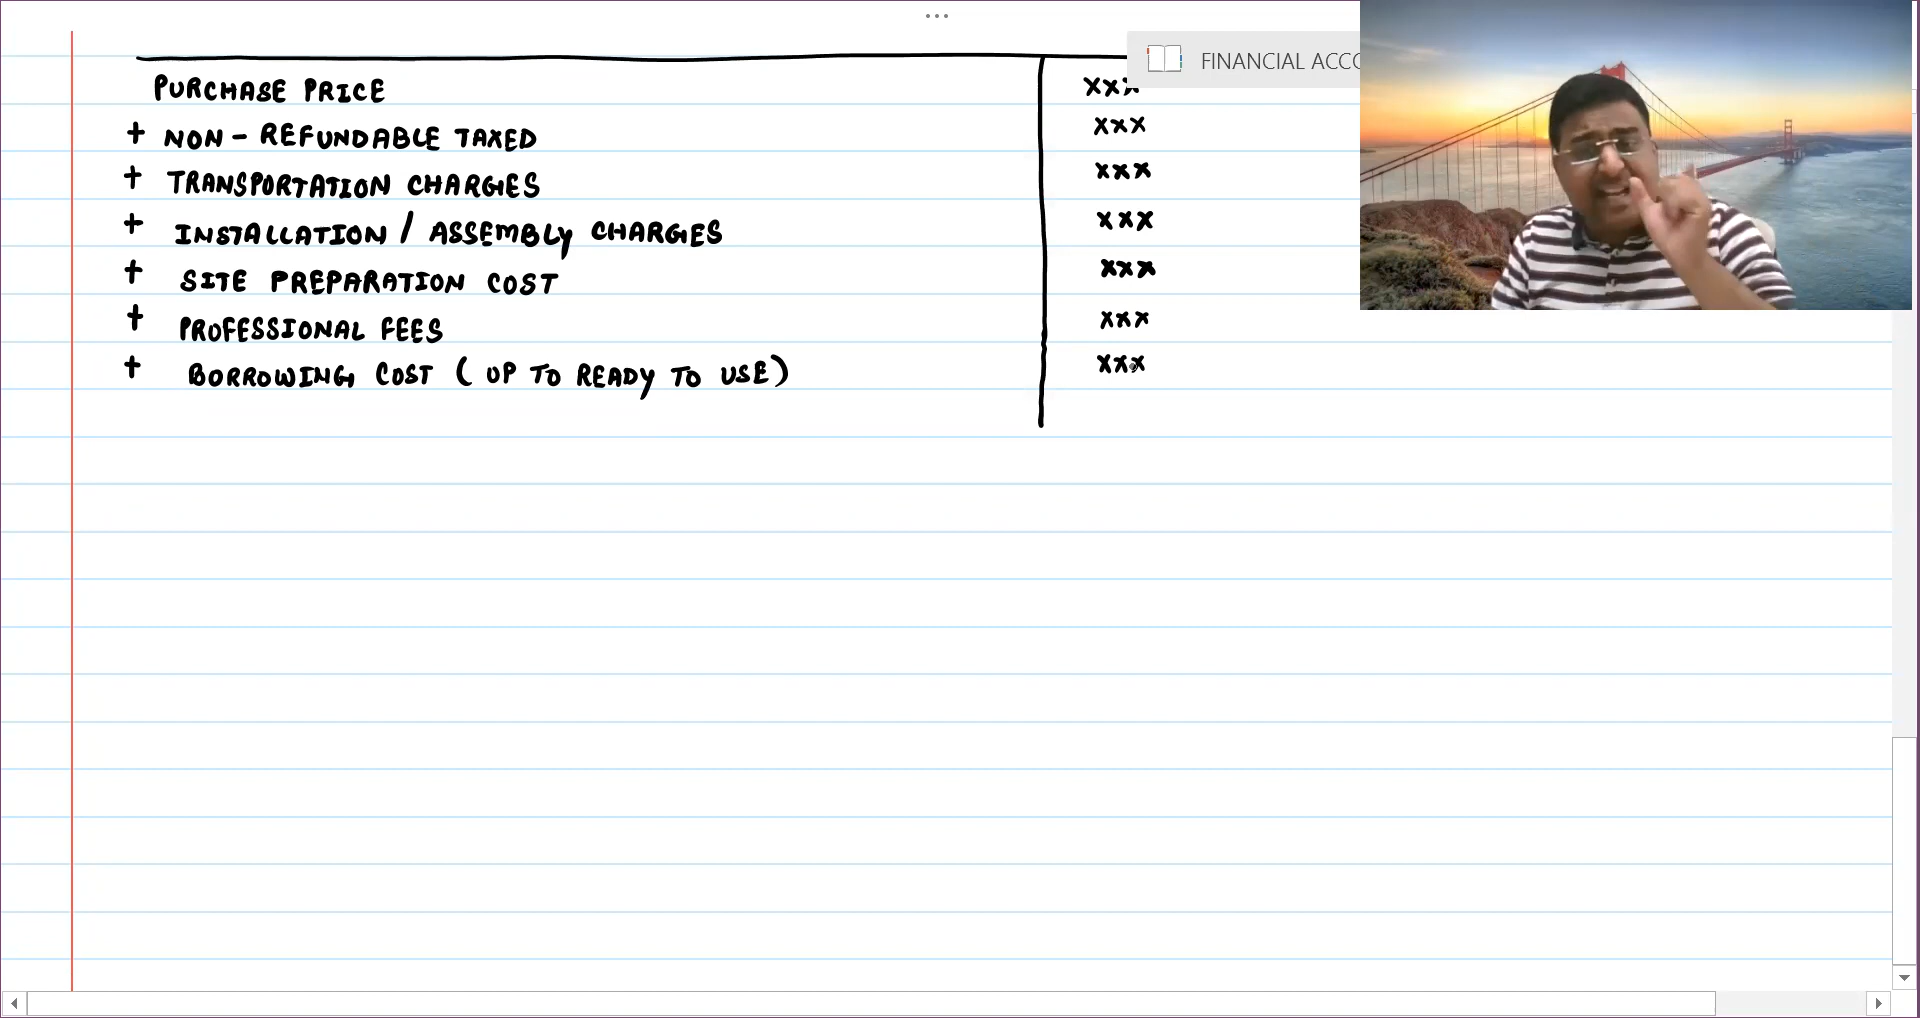 FINANCIAL ACCO
PURCHASE PRICE xxx
+ NON - REFUNDABLE TAXED xxx
+ TRANSPORTATION CHARGES xxx
+ INSTALLATION / ASSEMBLY CHARGES xxx
+ SITE PREPARATION COST xxx
+ PROFESSIONAL FEES xxx
+ BORROWING COST ( UP TO READY TO USE) xxx